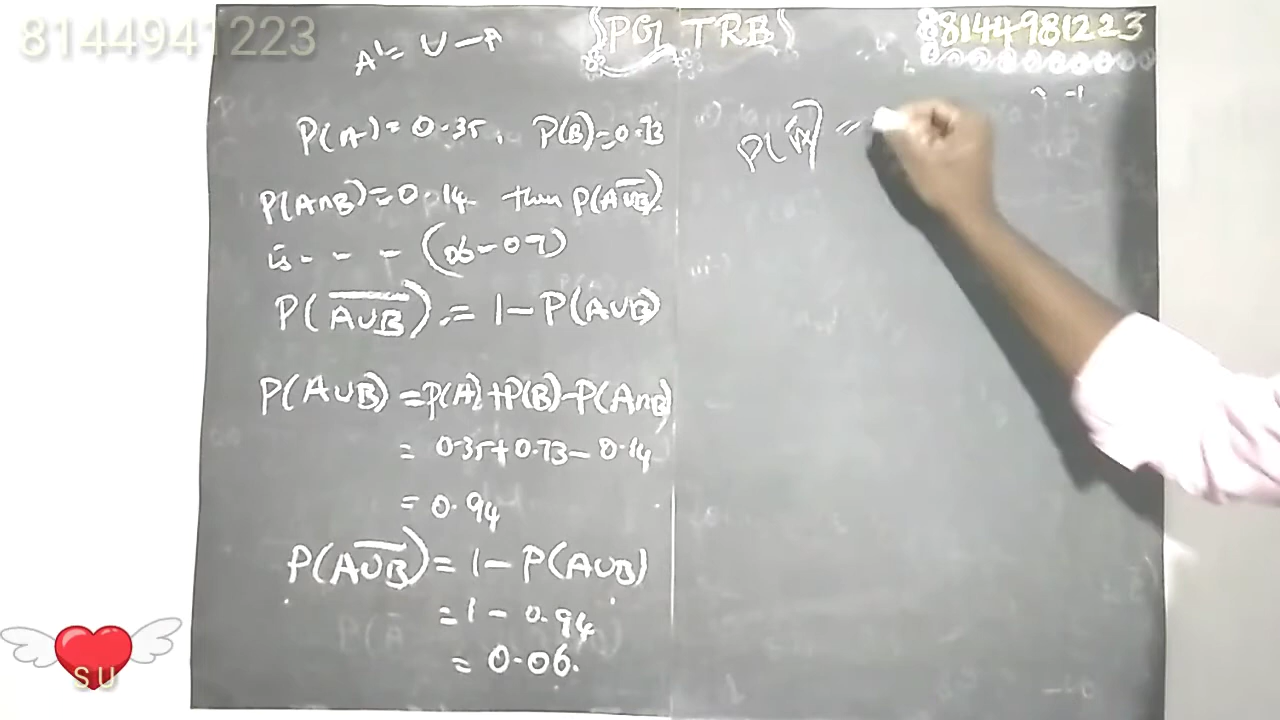 8144941223
A' = U - A
PG TRB
8144981223
P(A) = 0.35, P(B) = 0.73
P(A∩B) = 0.14 then P(A̅∪̅B̅)
is - - - (06-07)
P(A̅∪̅B̅) = 1 - P(A∪B)
P(A∪B) = P(A) + P(B) - P(A∩B)
= 0.35 + 0.73 - 0.14
= 0.94
P(A̅∪̅B̅) = 1 - P(A∪B)
= 1 - 0.94
= 0.06.
P(A̅) =
SU